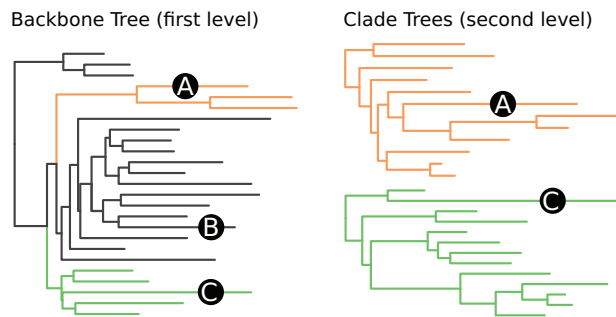 Backbone Tree (first level)
Clade Trees (second level)
A
A
B
C
C